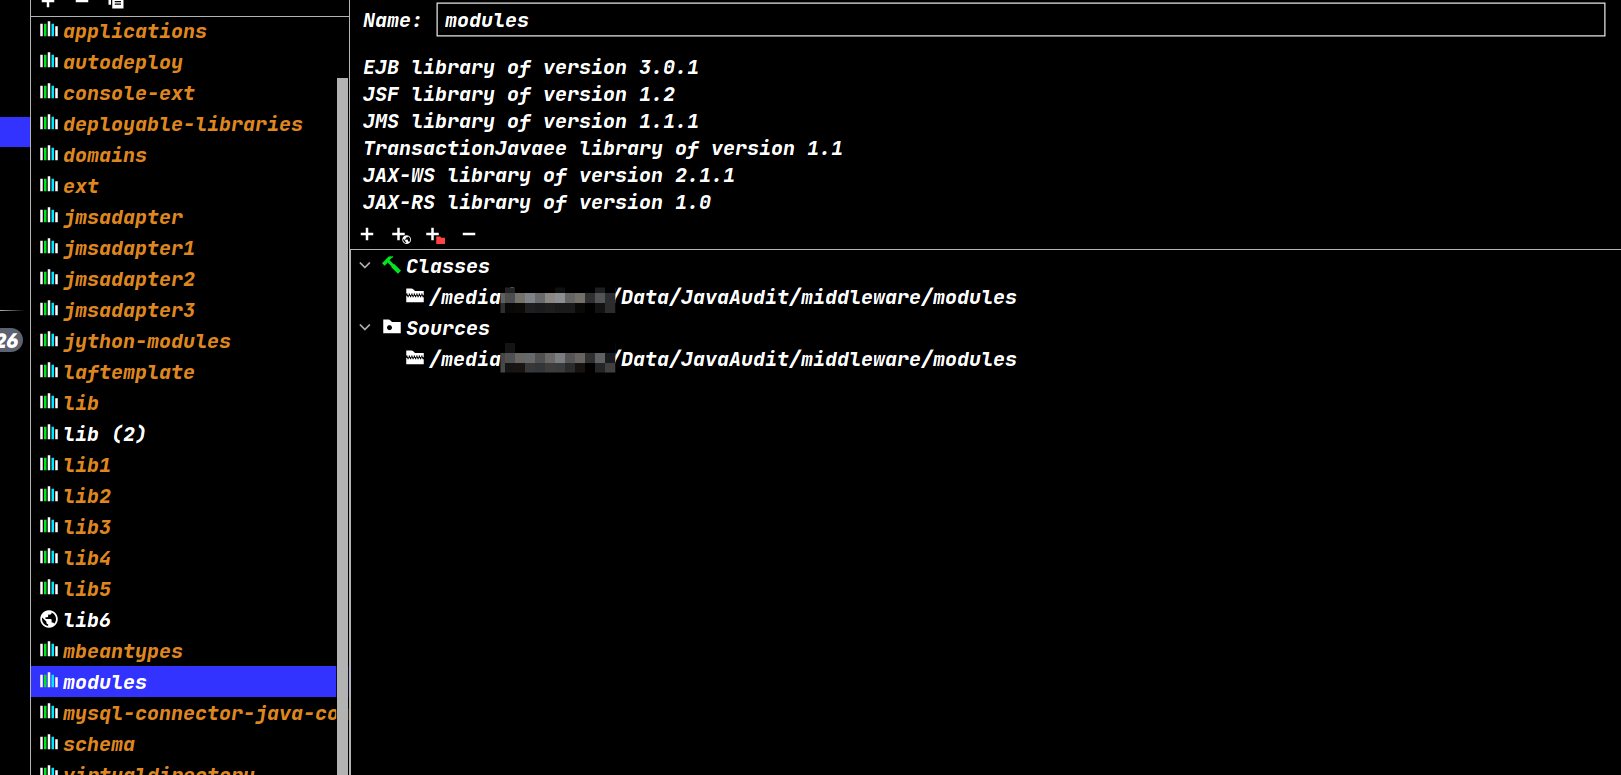 applications
autodeploy
console-ext
deployable-libraries
domains
ext
jmsadapter
jmsadapter1
jmsadapter2
jmsadapter3
jython-modules
26
laftemplate
lib
lib (2)
lib1
lib2
lib3
lib4
lib5
lib6
mbeantypes
modules
mysql-connector-java-co
schema
virtualdirectory
Name: modules
EJB library of version 3.0.1
JSF library of version 1.2
JMS library of version 1.1.1
TransactionJavaee library of version 1.1
JAX-WS library of version 2.1.1
JAX-RS library of version 1.0
Classes
/media /Data/JavaAudit/middleware/modules
Sources
/media /Data/JavaAudit/middleware/modules